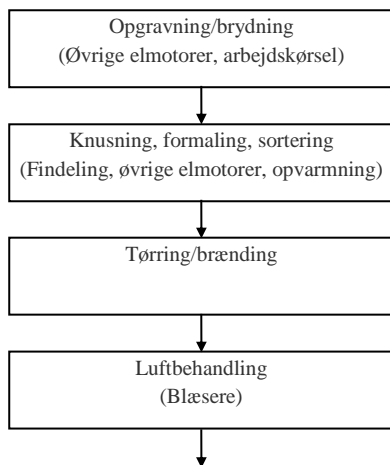 Opgravning/brydning
(Øvrige elmotorer, arbejdskørsel)
Knusning, formaling, sortering
(Findeling, øvrige elmotorer, opvarmning)
Tørring/brænding
Luftbehandling
(Blæsere)